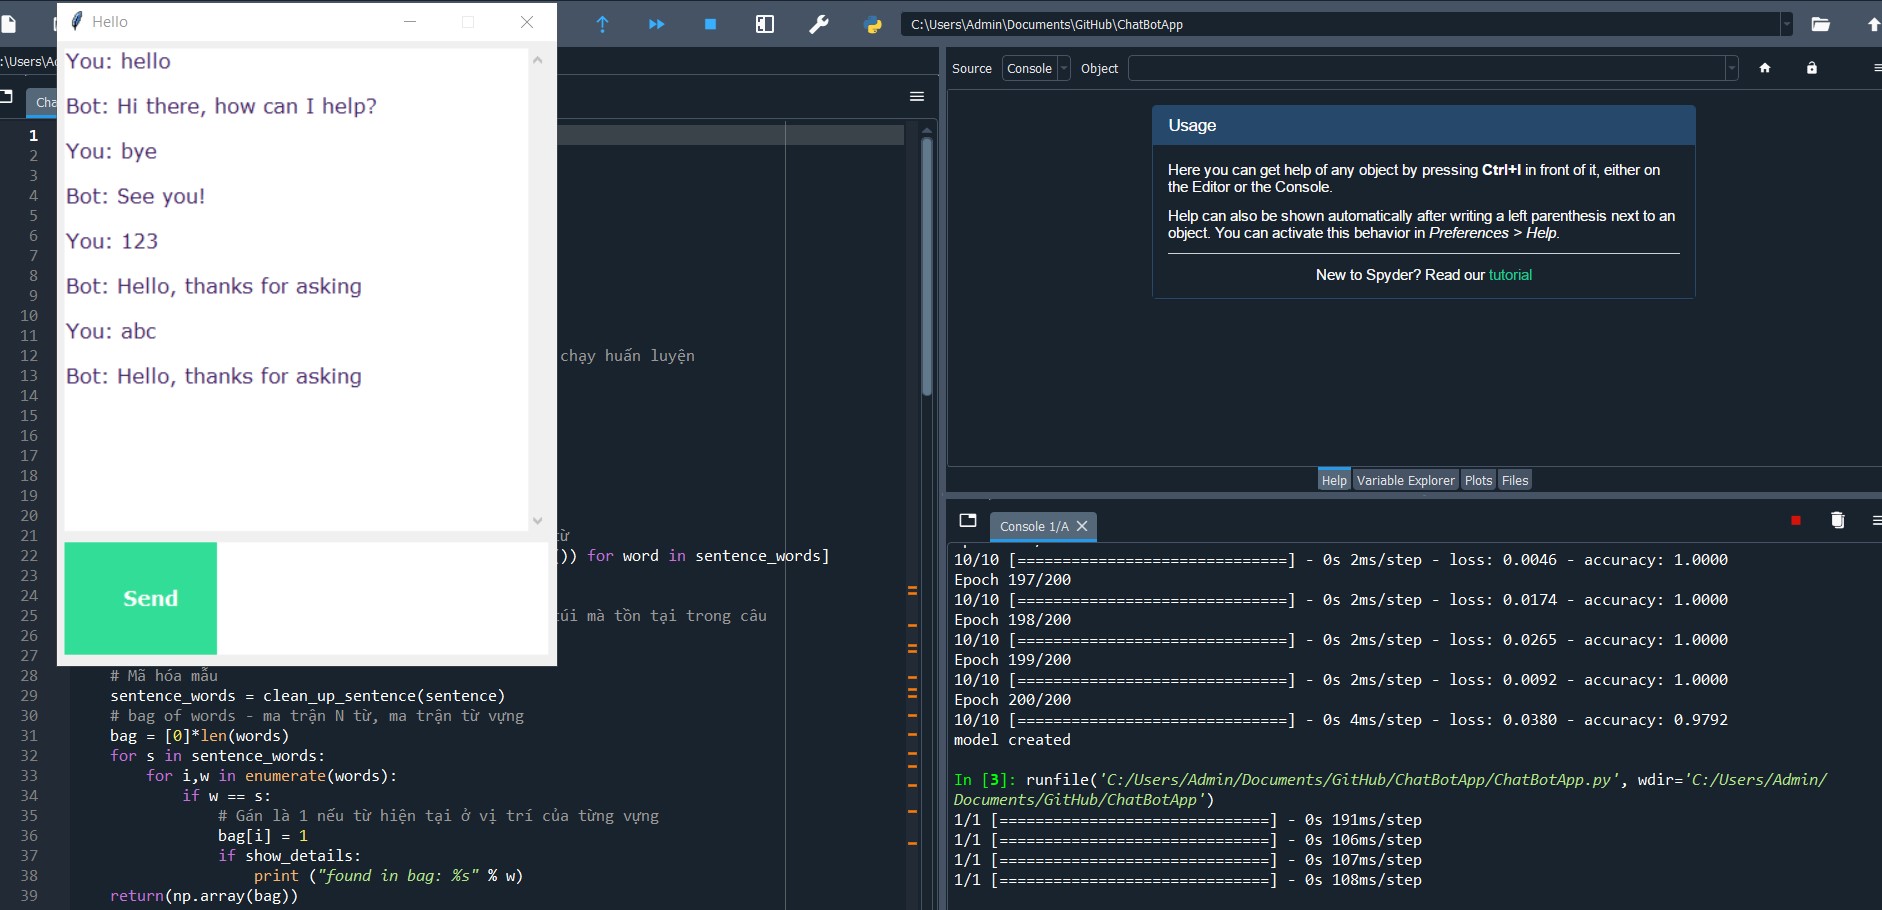 Hello
You: hello
Bot: Hi there, how can I help?
You: bye
Bot: See you!
You: 123
Bot: Hello, thanks for asking
You: abc
Bot: Hello, thanks for asking
Send
C:\Users\Admin\Documents\GitHub\ChatBotApp
:\Users\Ad
Cha
1
2
3
4
5
6
7
8
9
10
11
12 chạy huấn luyện
13
14
15
16
17
18
19
20
21 từ
22 ()) for word in sentence_words]
23
24
25 túi mà tồn tại trong câu
26
27
28 # Mã hóa mẫu
29 sentence_words = clean_up_sentence(sentence)
30 # bag of words - ma trận N từ, ma trận từ vựng
31 bag = [0]*len(words)
32 for s in sentence_words:
33 for i,w in enumerate(words):
34 if w == s:
35 # Gán là 1 nếu từ hiện tại ở vị trí của từng vựng
36 bag[i] = 1
37 if show_details:
38 print ("found in bag: %s" % w)
39 return(np.array(bag))
Source Console Object
Usage
Here you can get help of any object by pressing Ctrl+I in front of it, either on
the Editor or the Console.
Help can also be shown automatically after writing a left parenthesis next to an
object. You can activate this behavior in Preferences > Help.
New to Spyder? Read our tutorial
Help Variable Explorer Plots Files
Console 1/A
10/10 [==============================] - 0s 2ms/step - loss: 0.0046 - accuracy: 1.0000
Epoch 197/200
10/10 [==============================] - 0s 2ms/step - loss: 0.0174 - accuracy: 1.0000
Epoch 198/200
10/10 [==============================] - 0s 2ms/step - loss: 0.0265 - accuracy: 1.0000
Epoch 199/200
10/10 [==============================] - 0s 2ms/step - loss: 0.0092 - accuracy: 1.0000
Epoch 200/200
10/10 [==============================] - 0s 4ms/step - loss: 0.0380 - accuracy: 0.9792
model created
In [3]: runfile('C:/Users/Admin/Documents/GitHub/ChatBotApp/ChatBotApp.py', wdir='C:/Users/Admin/
Documents/GitHub/ChatBotApp')
1/1 [==============================] - 0s 191ms/step
1/1 [==============================] - 0s 106ms/step
1/1 [==============================] - 0s 107ms/step
1/1 [==============================] - 0s 108ms/step